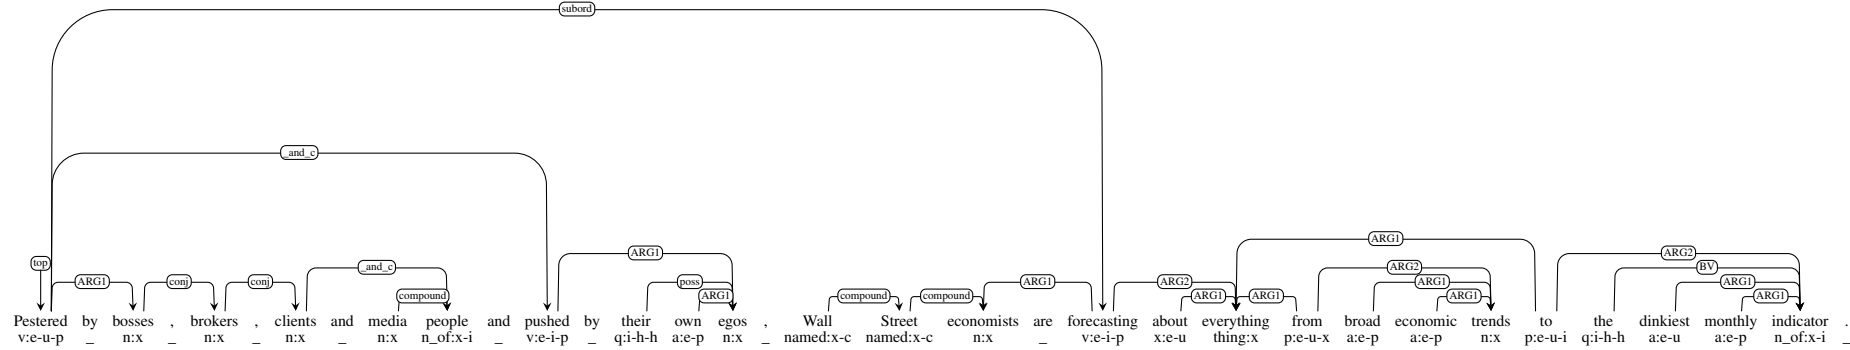 subord
_and_c
ARG1 ARG1
top _and_c ARG2 ARG2 BV
ARG1 conj conj poss ARG1 ARG2 ARG1 ARG1
compound ARG1 compound compound ARG1 ARG1 ARG1 ARG1
Pestered by bosses , brokers , clients and media people and pushed by their own egos , Wall Street economists are forecasting about everything from broad economic trends to the dinkiest monthly indicator .
v:e-u-p _ n:x _ n:x _ n:x _ n:x n_of:x-i _ v:e-i-p _ q:i-h-h a:e-p n:x _ named:x-c named:x-c n:x _ v:e-i-p x:e-u thing:x p:e-u-x a:e-p a:e-p n:x p:e-u-i q:i-h-h a:e-u a:e-p n_of:x-i _